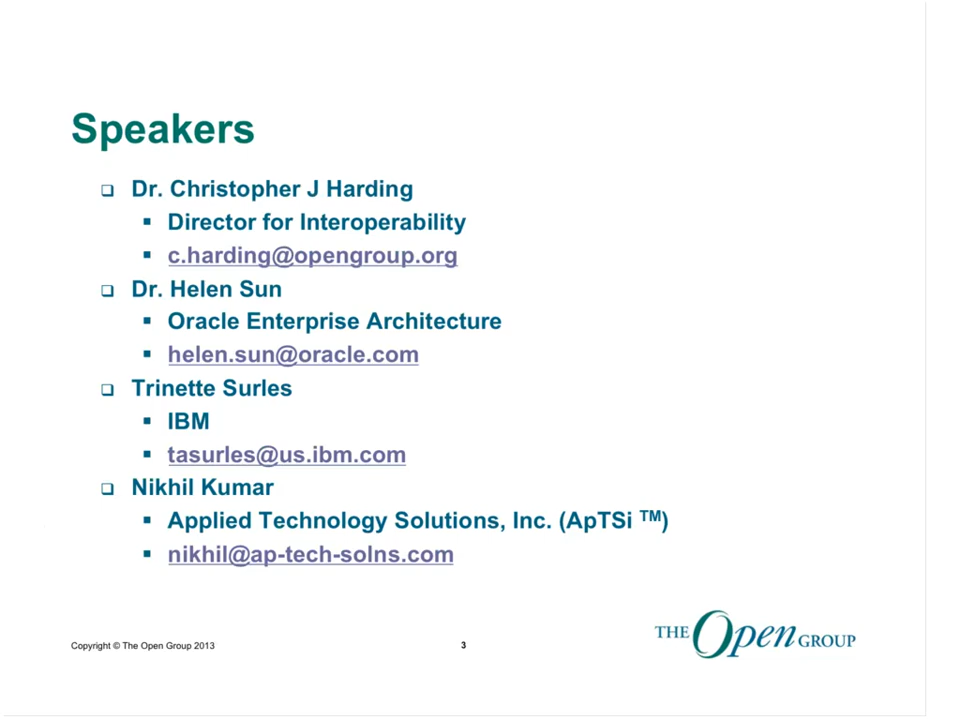 Speakers
Dr. Christopher J Harding
Director for Interoperability
c.harding@opengroup.org
Dr. Helen Sun
Oracle Enterprise Architecture
helen.sun@oracle.com
Trinette Surles
IBM
tasurles@us.ibm.com
Nikhil Kumar
Applied Technology Solutions, Inc. (ApTSi ™)
nikhil@ap-tech-solns.com
Copyright © The Open Group 2013
3
THE Open GROUP